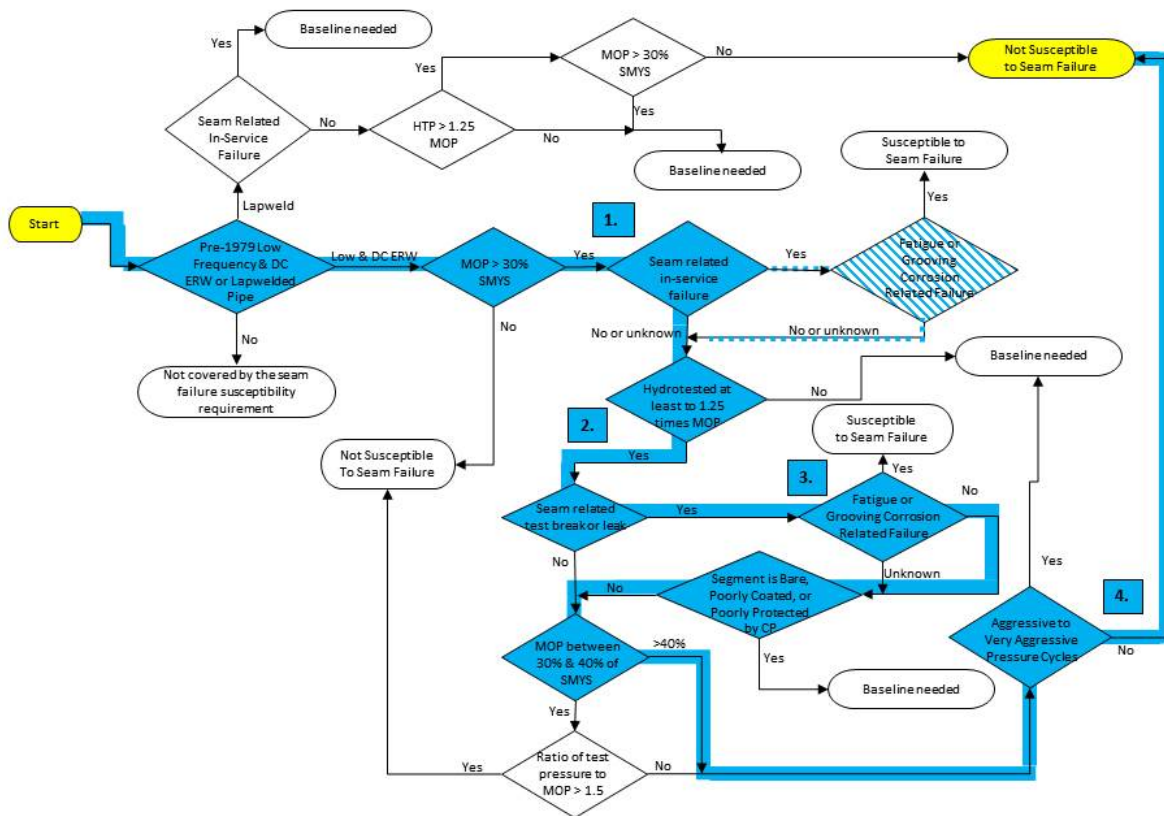 Yes
Baseline needed
MOP > 30%
SMYS
No
Not Susceptible
to Seam Failure
Yes
Seam Related
In-Service
Failure
No
HTP > 1.25
MOP
No
Yes
Baseline needed
Susceptible to
Seam Failure
Lapweld
Yes
Start
1.
Pre-1979 Low
Frequency & DC
ERW or Lapwelded
Pipe
Low & DC ERW
MOP > 30%
SMYS
Yes
Seam related
in-service
failure
Yes
Fatigue or
Grooving
Corrosion
Related Failure
No
No
No or unknown
No or unknown
Not covered by the seam
failure susceptibility
requirement
Hydrotested at
least to 1.25
times MOP
No
Baseline needed
2.
Susceptible
to Seam Failure
Not Susceptible
To Seam Failure
Yes
3.
Yes
Seam related
test break or leak
Yes
Fatigue or
Grooving Corrosion
Related Failure
No
No
Unknown
Yes
No
Segment is Bare,
Poorly Coated, or
Poorly Protected
by CP
4.
MOP between
30% & 40% of
SMYS
>40%
Aggressive to
Very Aggressive
Pressure Cycles
No
Yes
Baseline needed
Yes
Yes
Ratio of test
pressure to
MOP > 1.5
No